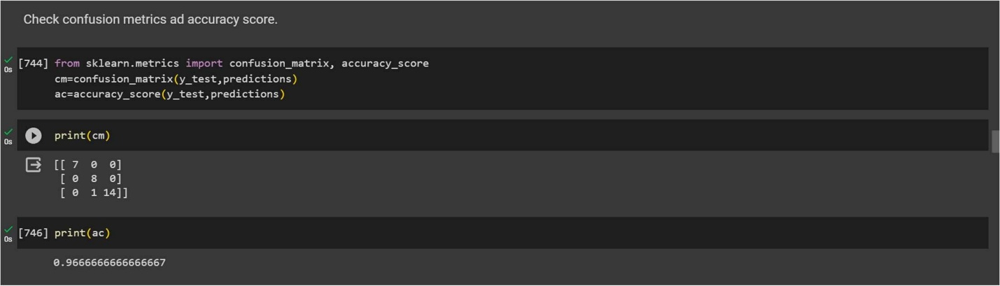 Check confusion metrics ad accuracy score.
[744] from sklearn.metrics import confusion_matrix, accuracy_score
0s
cm=confusion_matrix(y_test,predictions)
ac=accuracy_score(y_test,predictions)
print(cm)
0s
[[ 7  0  0]
 [ 0  8  0]
 [ 0  1 14]]
[746] print(ac)
0s
0.9666666666666667